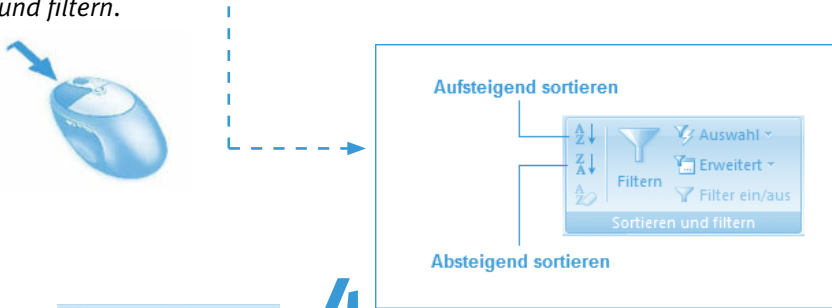 und filtern.
Aufsteigend sortieren
Auswahl
Erweitert
Filtern
Filter ein/aus
Sortieren und filtern
Absteigend sortieren